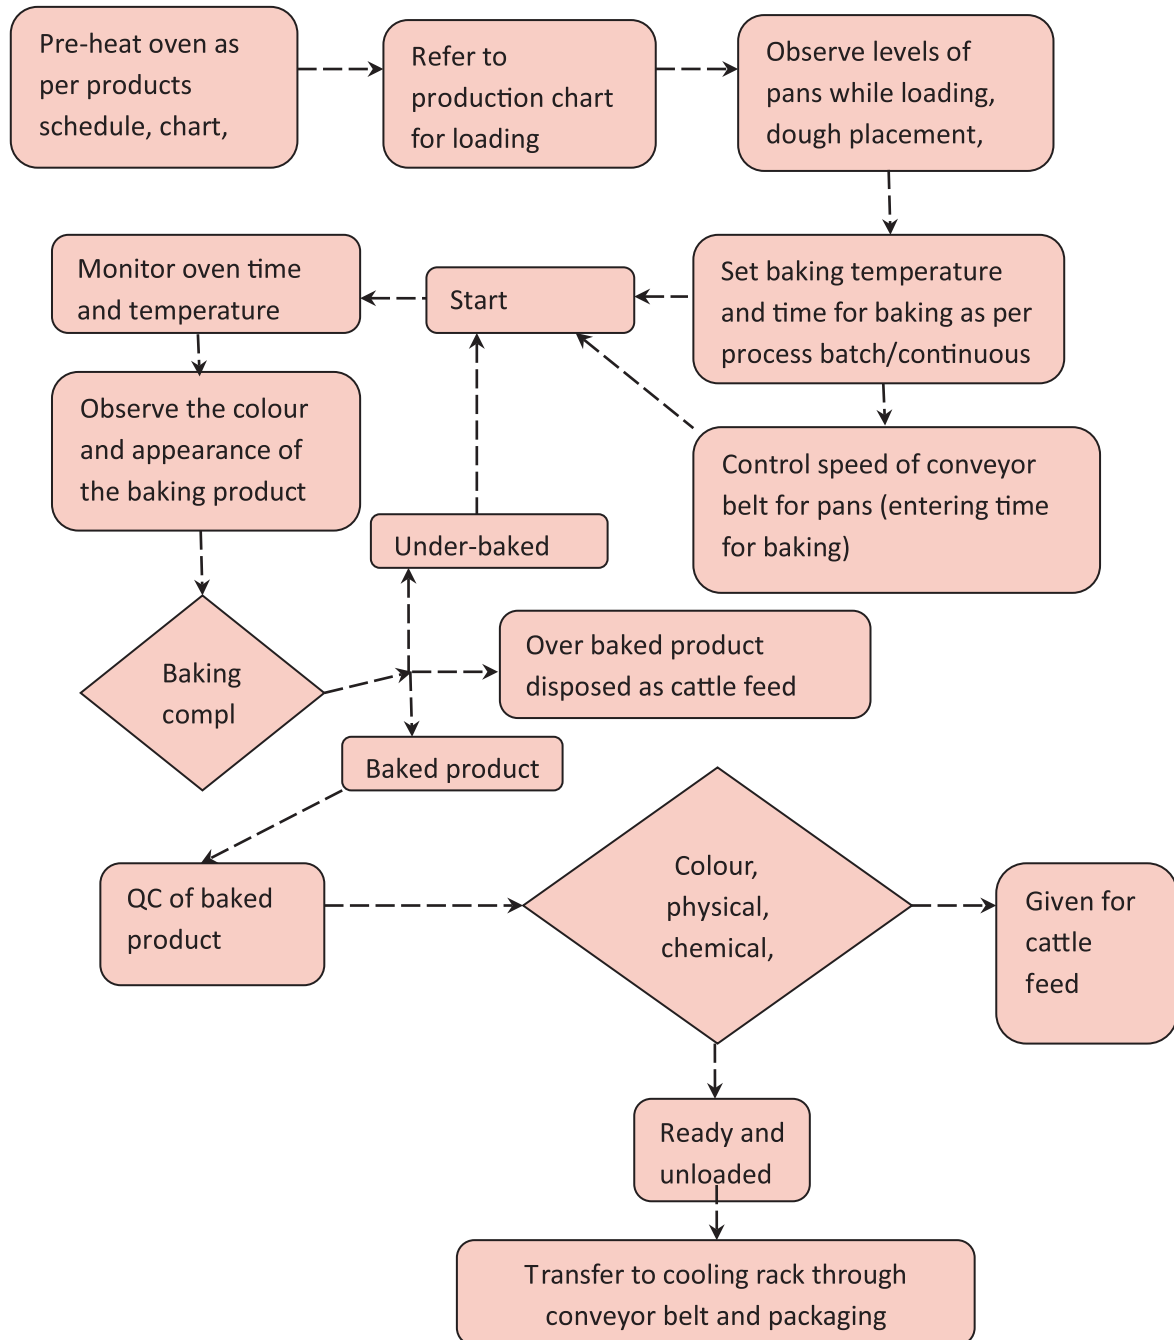 Pre-heat oven as
per products
schedule, chart,
Refer to
production chart
for loading
Observe levels of
pans while loading,
dough placement,
Set baking temperature
and time for baking as per
process batch/continuous
Start
Monitor oven time
and temperature
Observe the colour
and appearance of
the baking product
Control speed of conveyor
belt for pans (entering time
for baking)
Under-baked
Over baked product
disposed as cattle feed
Baking
compl
Baked product
QC of baked
product
Colour,
physical,
chemical,
Given for
cattle
feed
Ready and
unloaded
Transfer to cooling rack through
conveyor belt and packaging